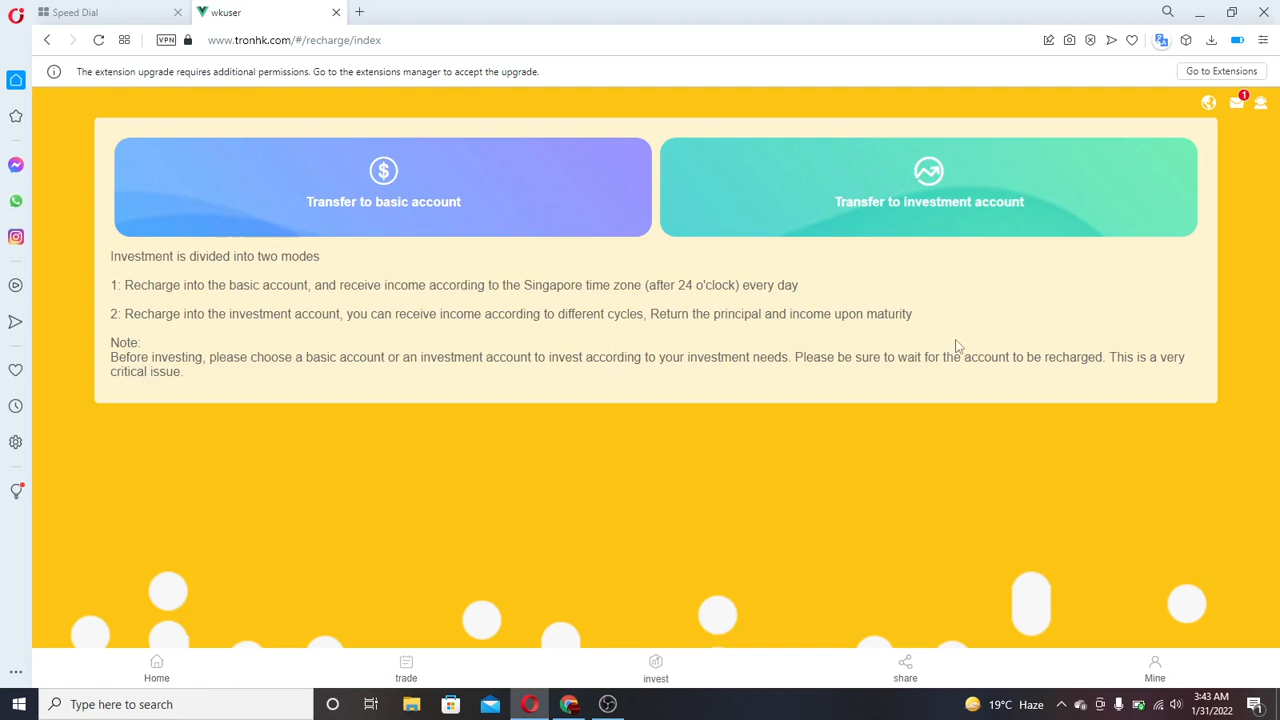 Speed Dial
wkuser
VPN
www.tronhk.com/#/recharge/index
The extension upgrade requires additional permissions. Go to the extensions manager to accept the upgrade.
Go to Extensions
1
$
Transfer to basic account
Transfer to investment account
Investment is divided into two modes
1: Recharge into the basic account, and receive income according to the Singapore time zone (after 24 o'clock) every day
2: Recharge into the investment account, you can receive income according to different cycles, Return the principal and income upon maturity
Note:
Before investing, please choose a basic account or an investment account to invest according to your investment needs. Please be sure to wait for the account to be recharged. This is a very
critical issue.
Home
trade
invest
share
Mine
Type here to search
19°C Haze
3:43 AM
1/31/2022
1